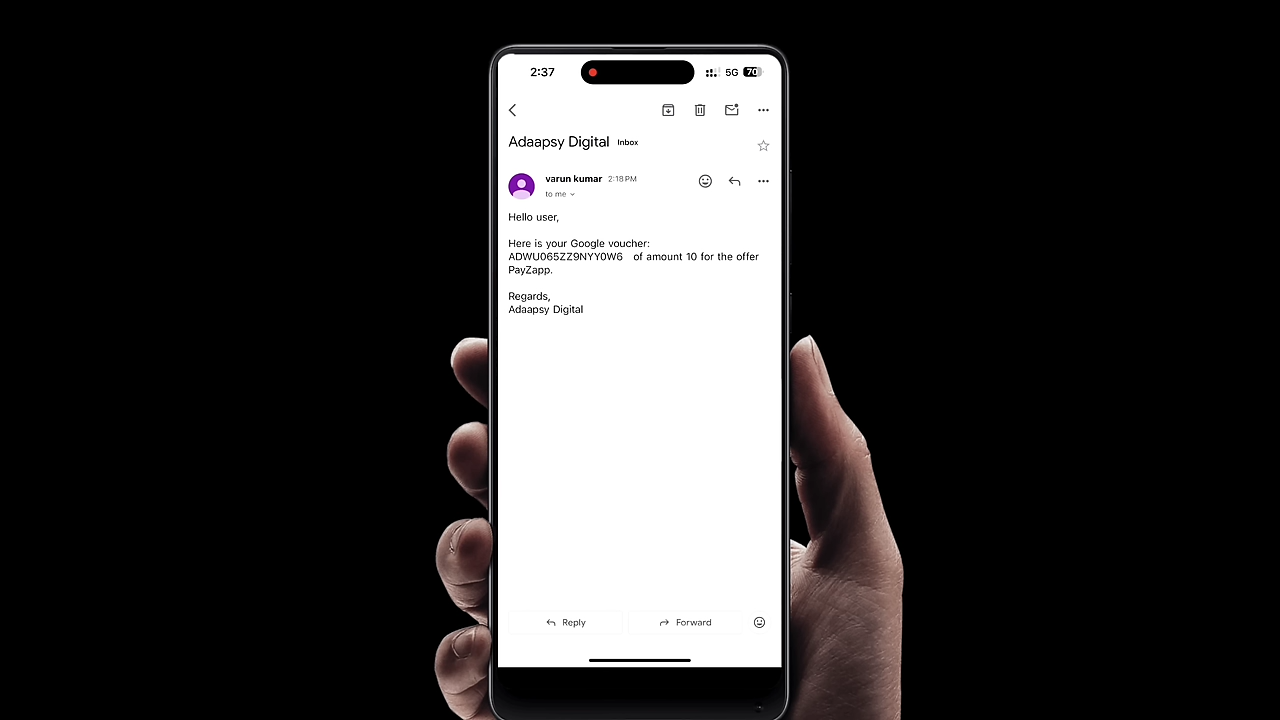 2:37 5G 70
Adaapsy Digital Inbox
varun kumar 2:18 PM
to me
Hello user,
Here is your Google voucher:
ADWU065ZZ9NYY0W6 of amount 10 for the offer
PayZapp.
Regards,
Adaapsy Digital
Reply Forward